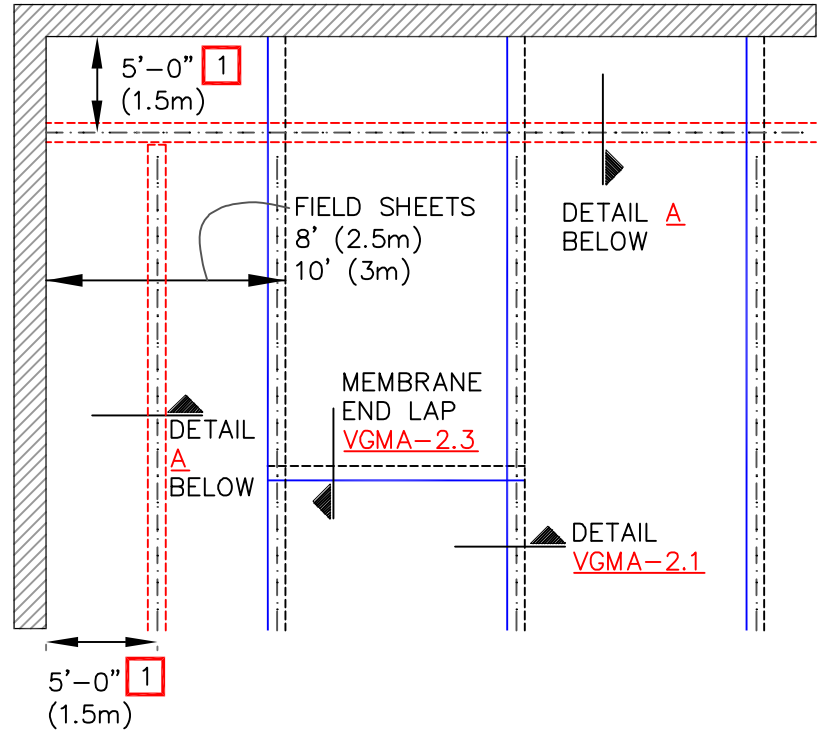 5'-0" 1
(1.5m)
FIELD SHEETS
8' (2.5m)
10' (3m)
DETAIL A
BELOW
MEMBRANE
END LAP
VGMA-2.3
DETAIL
A
BELOW
DETAIL
VGMA-2.1
5'-0" 1
(1.5m)